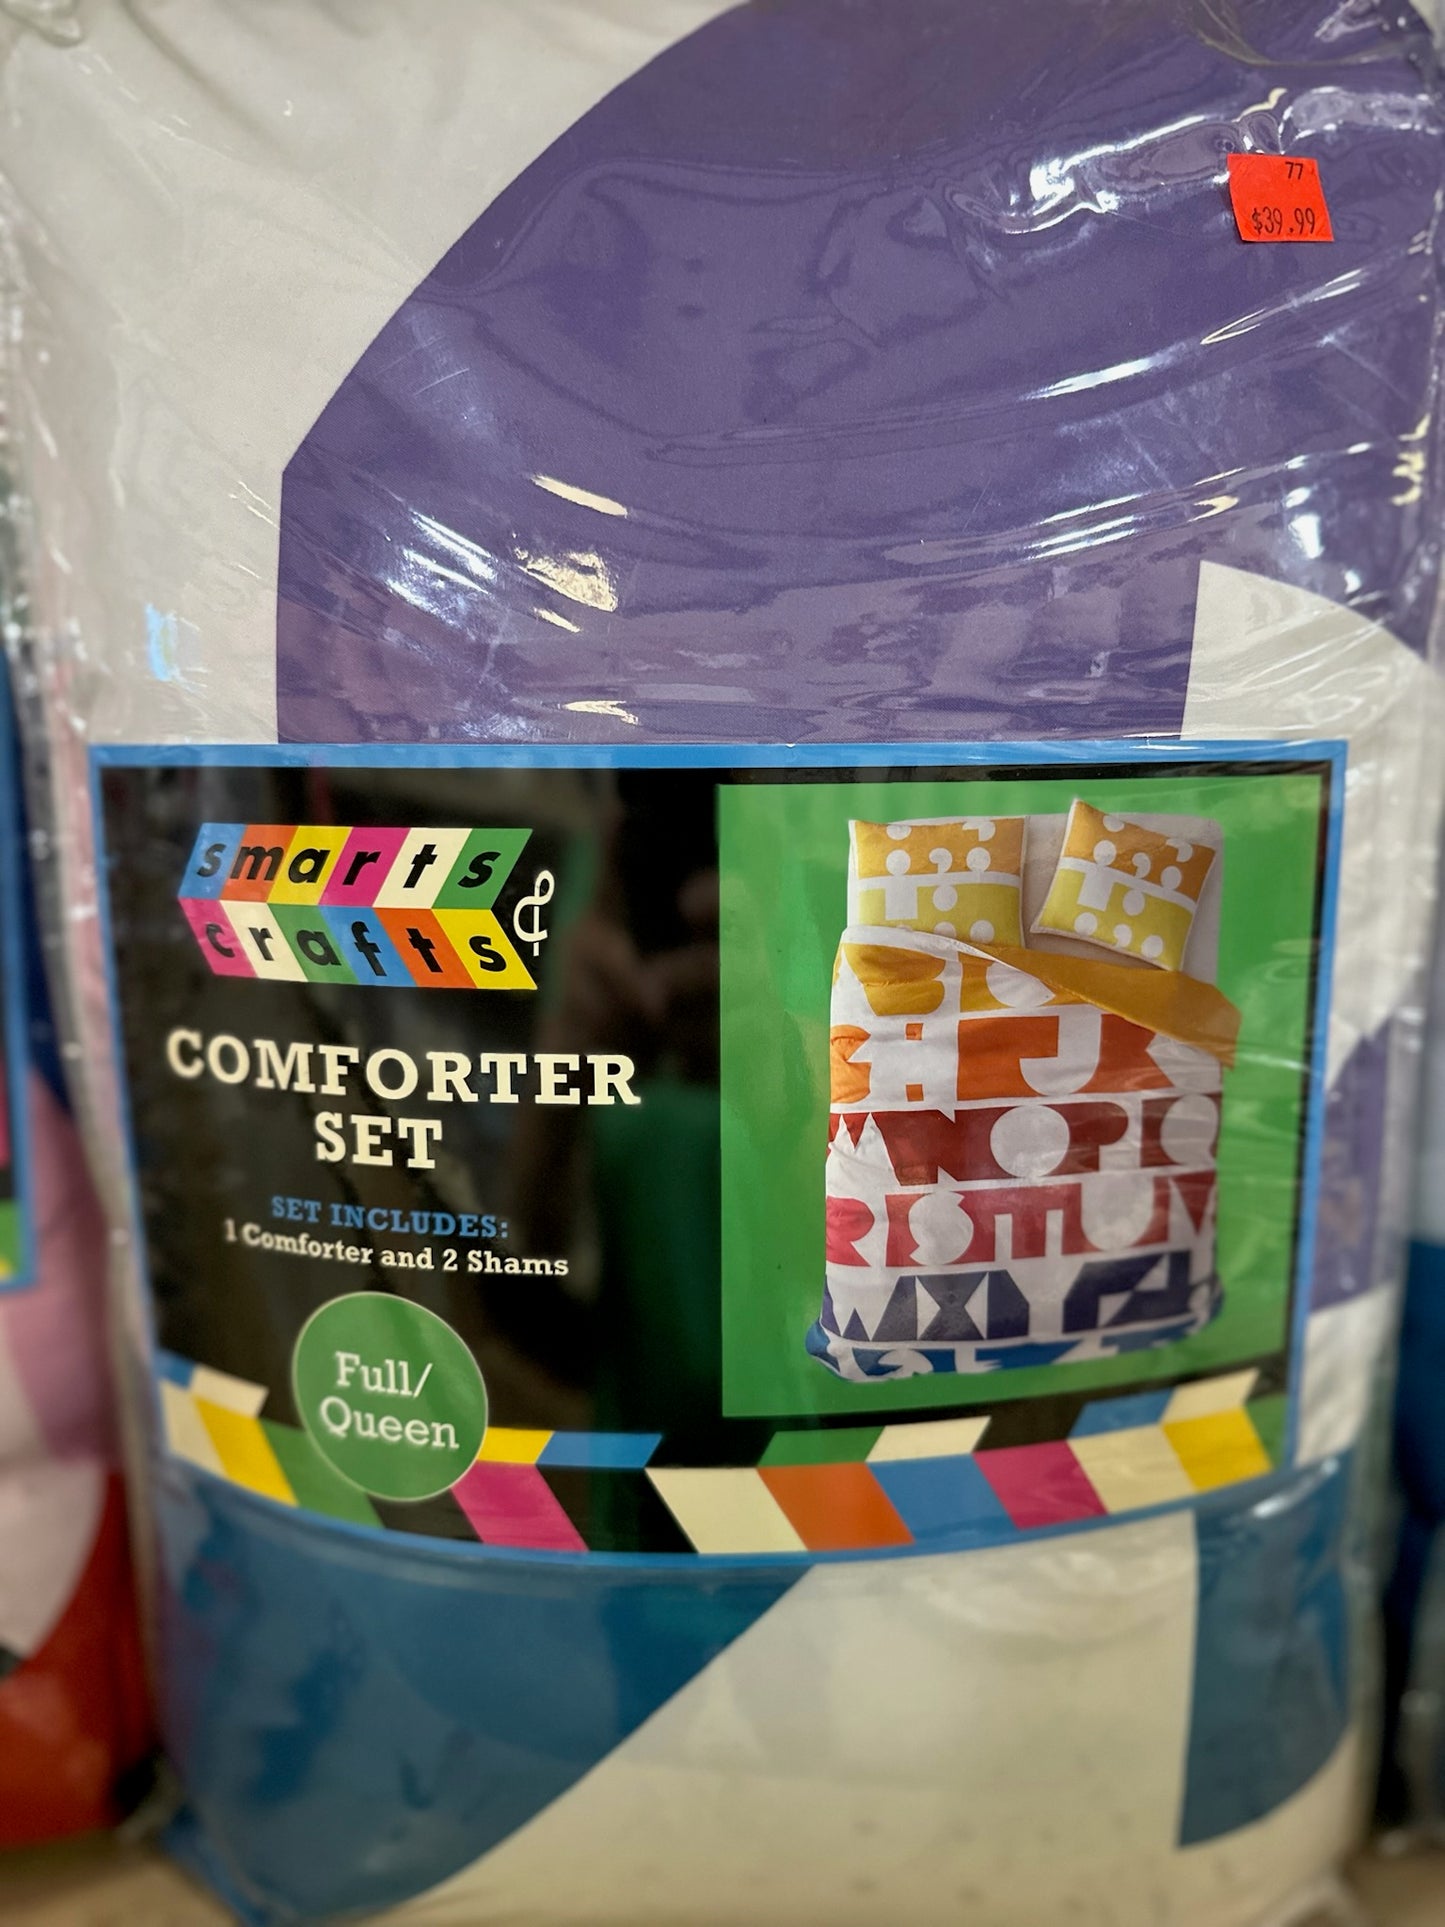 77
$39.99
smarts
&
crafts
COMFORTER
SET
SET INCLUDES:
1 Comforter and 2 Shams
Full/
Queen